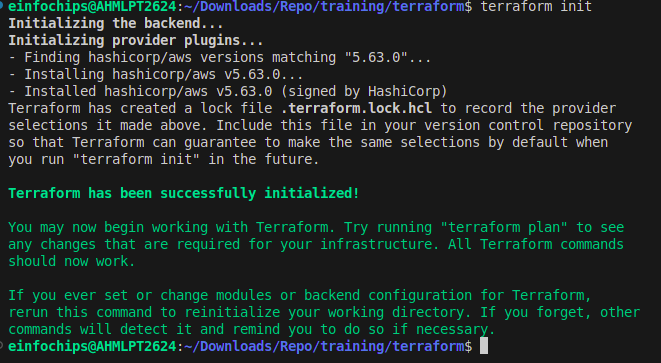 einfochips@AHMLPT2624:~/Downloads/Repo/training/terraform$ terraform init
Initializing the backend...
Initializing provider plugins...
- Finding hashicorp/aws versions matching "5.63.0"...
- Installing hashicorp/aws v5.63.0...
- Installed hashicorp/aws v5.63.0 (signed by HashiCorp)
Terraform has created a lock file .terraform.lock.hcl to record the provider
selections it made above. Include this file in your version control repository
so that Terraform can guarantee to make the same selections by default when
you run "terraform init" in the future.

Terraform has been successfully initialized!

You may now begin working with Terraform. Try running "terraform plan" to see
any changes that are required for your infrastructure. All Terraform commands
should now work.

If you ever set or change modules or backend configuration for Terraform,
rerun this command to reinitialize your working directory. If you forget, other
commands will detect it and remind you to do so if necessary.
einfochips@AHMLPT2624:~/Downloads/Repo/training/terraform$